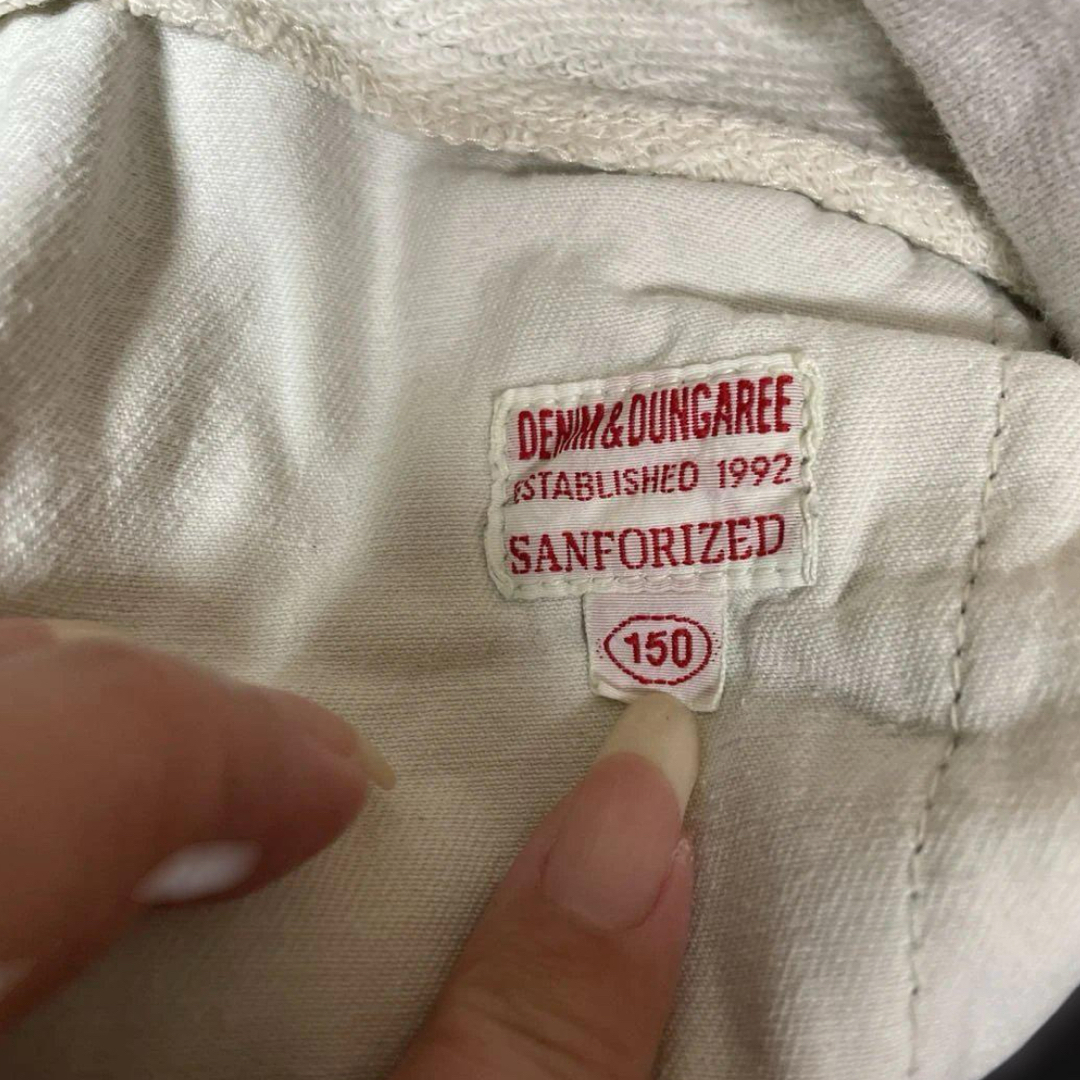 DENIM & DUNGAREE
ESTABLISHED 1992
SANFORIZED
150